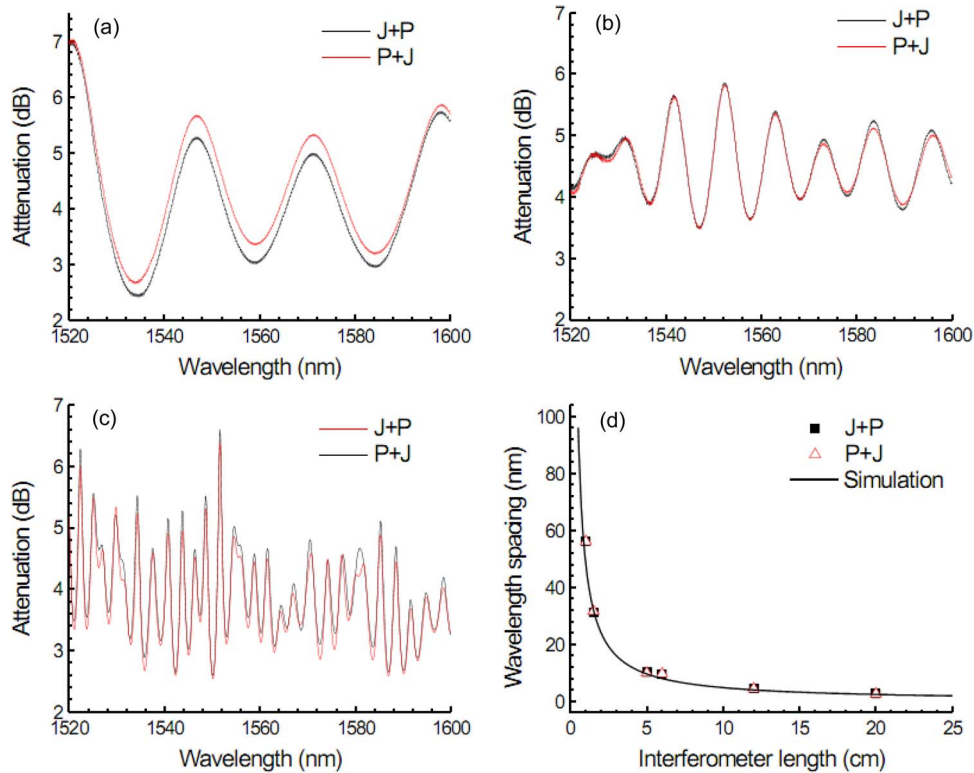 (a)
J+P
P+J
7
6
5
4
3
2
Atttenuation (dB)
1520 1540 1560 1580 1600
Wavelength (nm)
(b)
J+P
P+J
7
6
5
4
3
2
Attenuation (dB)
1520 1540 1560 1580 1600
Wavelength (nm)
(c)
J+P
P+J
7
6
5
4
3
2
Attenuation (dB)
1520 1540 1560 1580 1600
Wavelength (nm)
(d)
J+P
P+J
Simulation
100
80
60
40
20
0
Wavelength spacing (nm)
0 5 10 15 20 25
Interferometer length (cm)